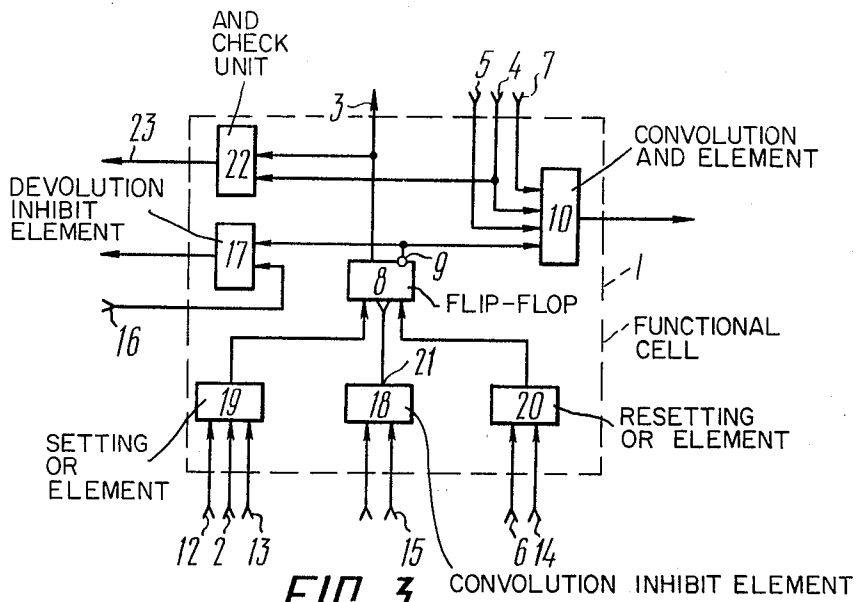 AND
CHECK
UNIT
5 4 7
3
23
22
CONVOLUTION
AND ELEMENT
DEVOLUTION
INHIBIT
ELEMENT
10
17
9
8
1
FLIP-FLOP
16
FUNCTIONAL
CELL
21
19
18
20
SETTING
OR
ELEMENT
RESETTING
OR ELEMENT
12 2 13
15
6 14
FIG. 3
CONVOLUTION INHIBIT ELEMENT